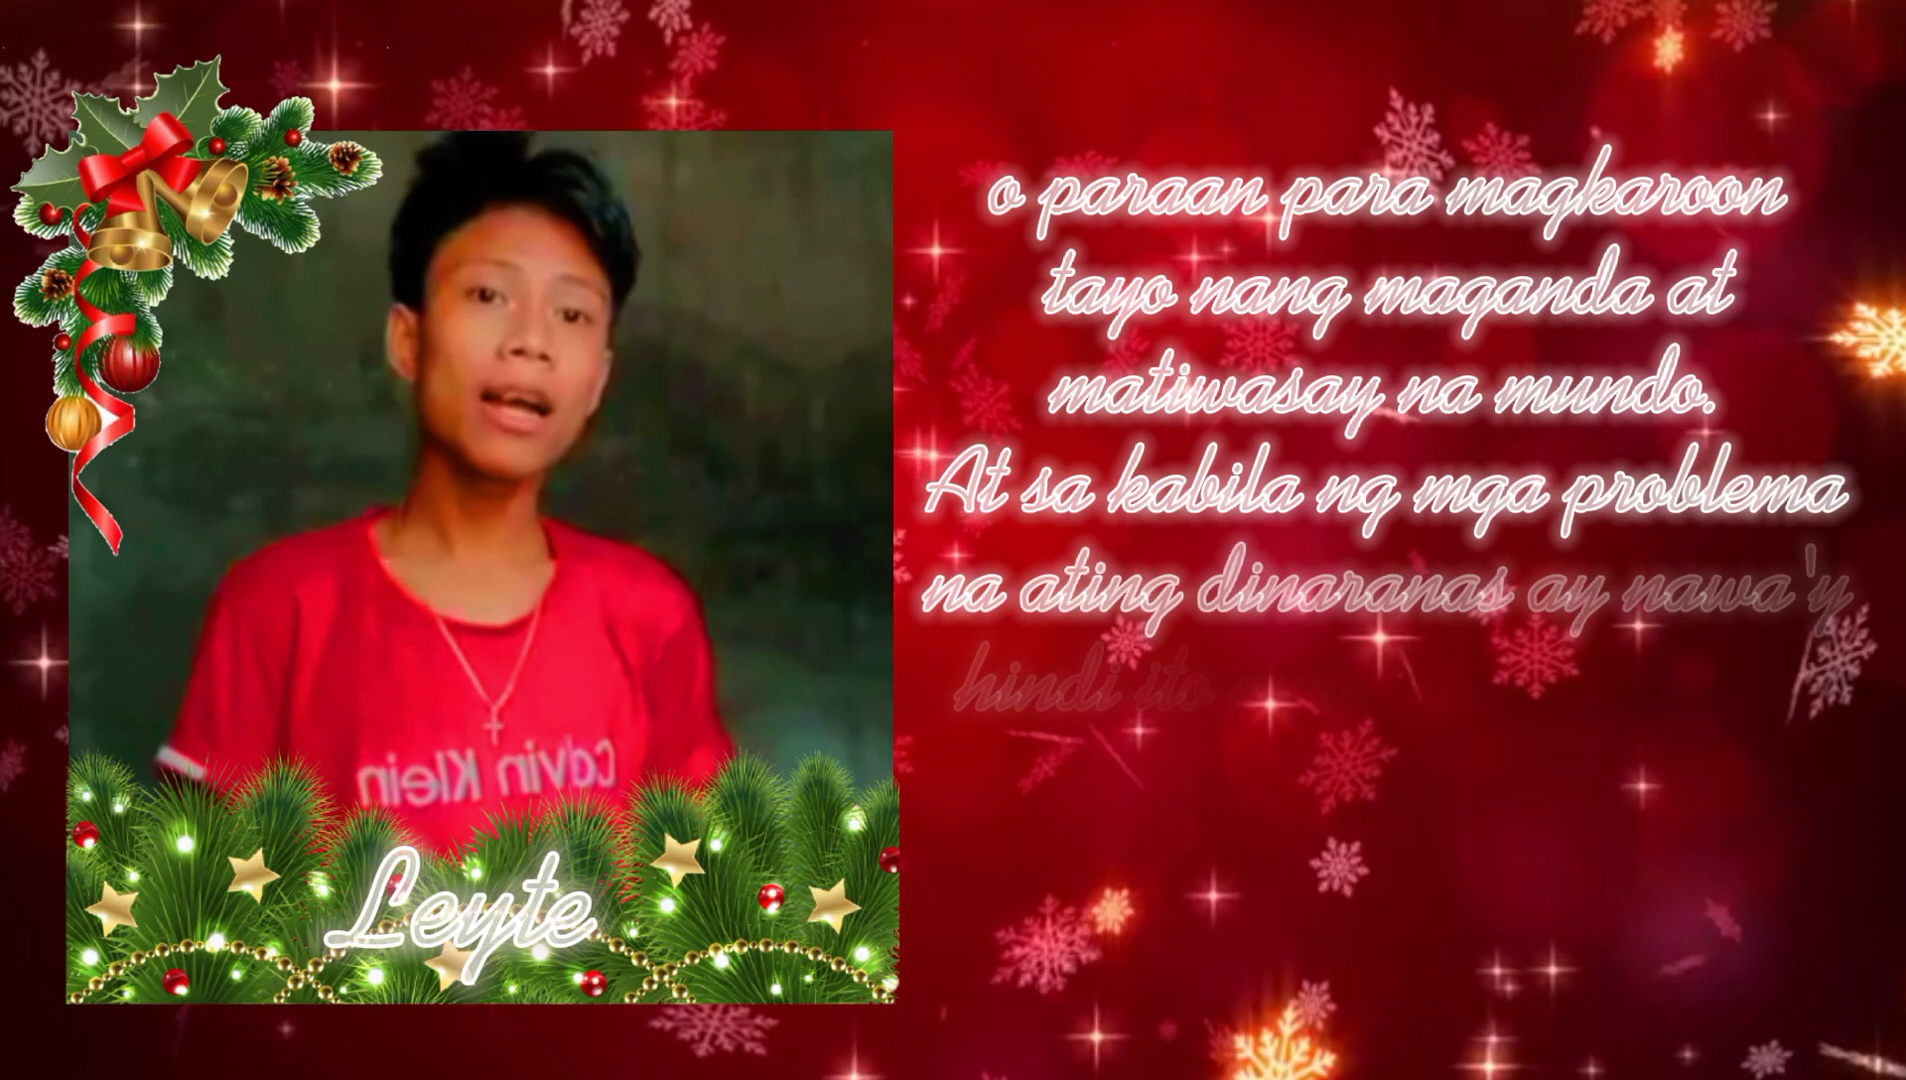 o paraan para magkaroon
tayo nang maganda at
matiwasay na mundo.
At sa kabila ng mga problema
na ating dinaranas ay nawa'y
hindi ito
Calvin Klein
Leyte